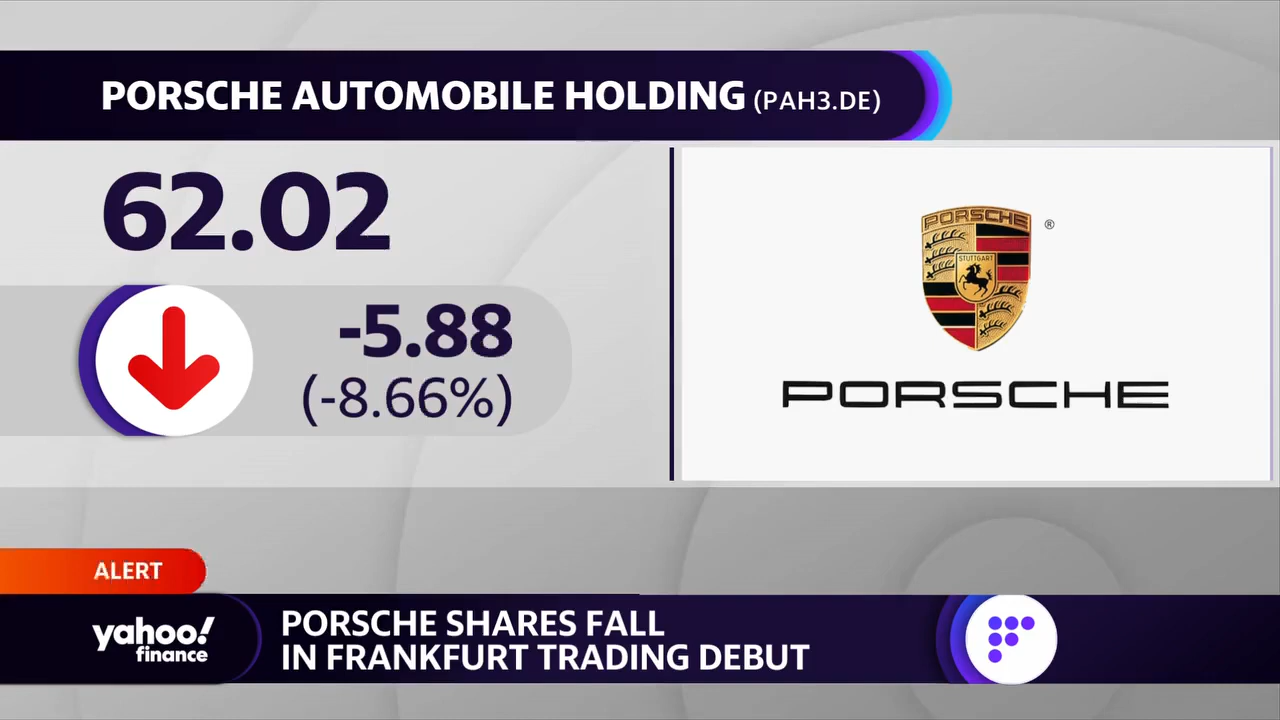 PORSCHE AUTOMOBILE HOLDING (PAH3.DE)
62.02
-5.88
(-8.66%)
PORSCHE
®
STUTTGART
PORSCHE
ALERT
yahoo!
finance
PORSCHE SHARES FALL
IN FRANKFURT TRADING DEBUT